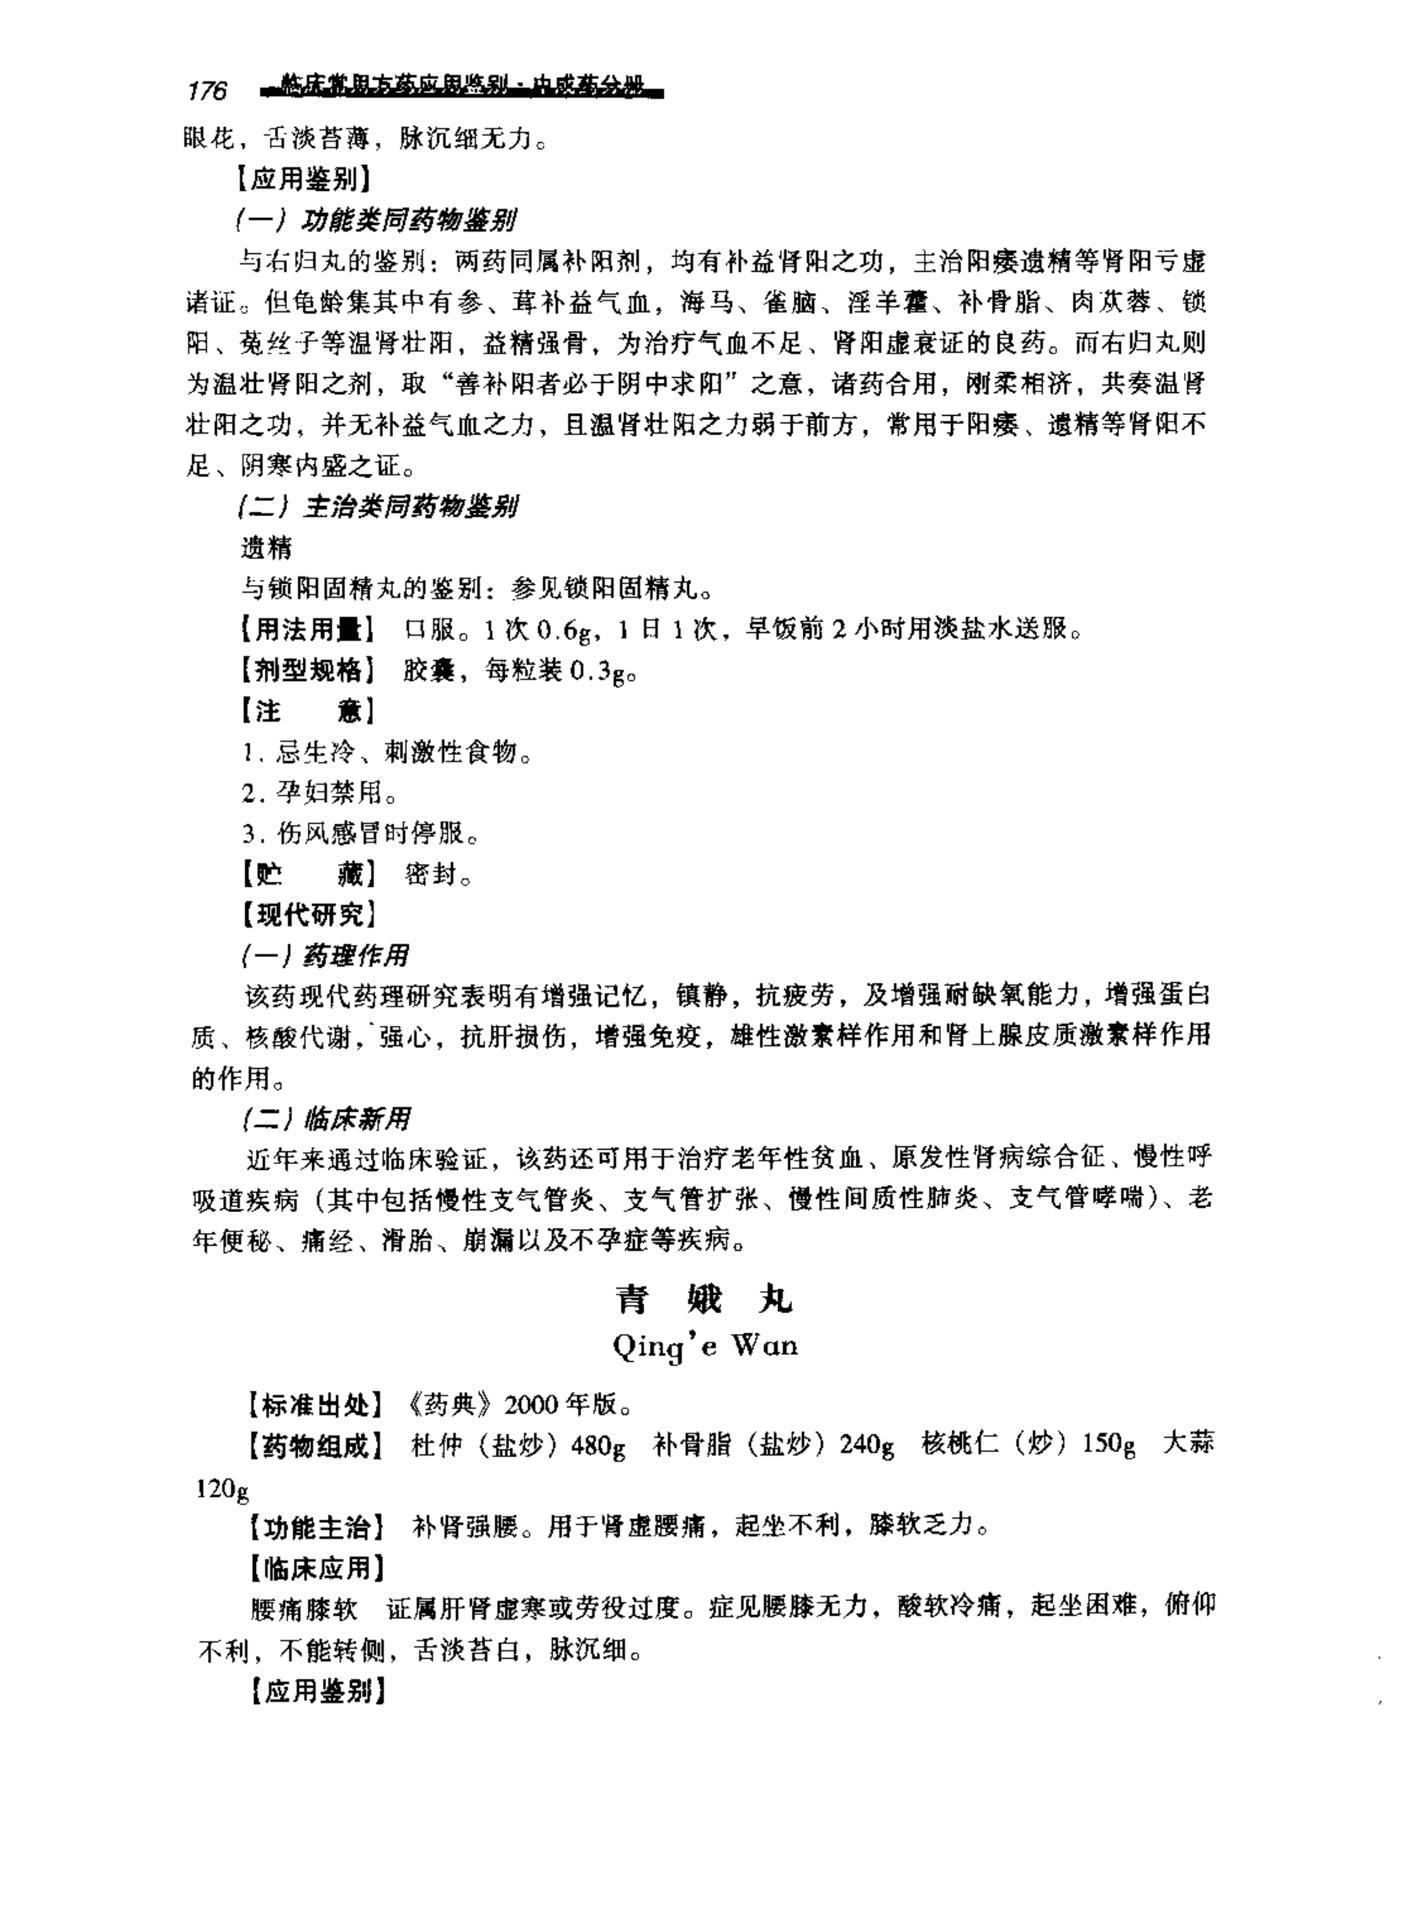 176 临床常用方药应用鉴别·中成药分册
眼花，舌淡苔薄，脉沉细无力。
【应用鉴别】
（一）功能类同药物鉴别
与右归丸的鉴别：两药同属补阳剂，均有补益肾阳之功，主治阳痿遗精等肾阳亏虚
诸证。但龟龄集其中有参、茸补益气血，海马、雀脑、淫羊藿、补骨脂、肉苁蓉、锁
阳、菟丝子等温肾壮阳，益精强骨，为治疗气血不足、肾阳虚衰证的良药。而右归丸则
为温壮肾阳之剂，取“善补阳者必于阴中求阳”之意，诸药合用，刚柔相济，共奏温肾
壮阳之功，并无补益气血之力，且温肾壮阳之力弱于前方，常用于阳痿、遗精等肾阳不
足、阴寒内盛之证。
（二）主治类同药物鉴别
遗精
与锁阳固精丸的鉴别：参见锁阳固精丸。
【用法用量】 口服。1次0.6g，1日1次，早饭前2小时用淡盐水送服。
【剂型规格】 胶囊，每粒装0.3g。
【注　　意】
1. 忌生冷、刺激性食物。
2. 孕妇禁用。
3. 伤风感冒时停服。
【贮　　藏】 密封。
【现代研究】
（一）药理作用
该药现代药理研究表明有增强记忆，镇静，抗疲劳，及增强耐缺氧能力，增强蛋白
质、核酸代谢，强心，抗肝损伤，增强免疫，雄性激素样作用和肾上腺皮质激素样作用
的作用。
（二）临床新用
近年来通过临床验证，该药还可用于治疗老年性贫血、原发性肾病综合征、慢性呼
吸道疾病（其中包括慢性支气管炎、支气管扩张、慢性间质性肺炎、支气管哮喘）、老
年便秘、痛经、滑胎、崩漏以及不孕症等疾病。
青 娥 丸
Qing'e Wan
【标准出处】《药典》2000年版。
【药物组成】 杜仲（盐炒）480g 补骨脂（盐炒）240g 核桃仁（炒）150g 大蒜
120g
【功能主治】 补肾强腰。用于肾虚腰痛，起坐不利，膝软乏力。
【临床应用】
腰痛膝软 证属肝肾虚寒或劳役过度。症见腰膝无力，酸软冷痛，起坐困难，俯仰
不利，不能转侧，舌淡苔白，脉沉细。
【应用鉴别】